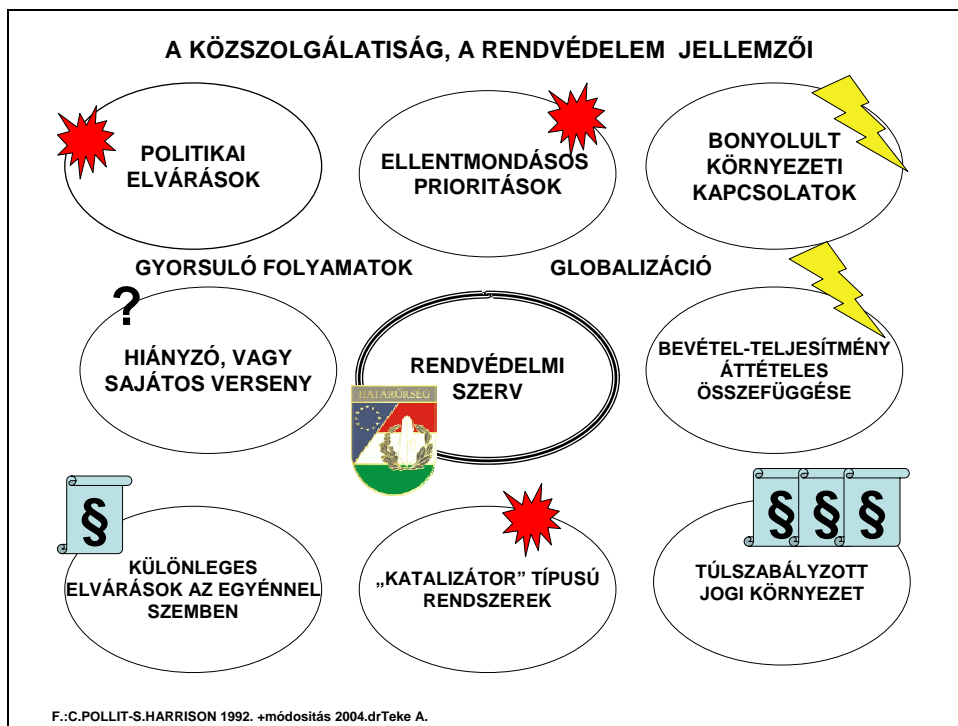 A KÖZSZOLGÁLATISÁG, A RENDVÉDELEM JELLEMZŐI
POLITIKAI
ELVÁRÁSOK
ELLENTMONDÁSOS
PRIORITÁSOK
BONYOLULT
KÖRNYEZETI
KAPCSOLATOK
GYORSULÓ FOLYAMATOK
GLOBALIZÁCIÓ
?
HIÁNYZÓ, VAGY
SAJÁTOS VERSENY
RENDVÉDELMI
SZERV
HATÁRŐRSÉG
BEVÉTEL-TELJESÍTMÉNY
ÁTTÉTELES
ÖSSZEFÜGGÉSE
§
KÜLÖNLEGES
ELVÁRÁSOK AZ EGYÉNNEL
SZEMBEN
„KATALIZÁTOR” TÍPUSÚ
RENDSZEREK
§ § §
TÚLSZABÁLYZOTT
JOGI KÖRNYEZET
F.:C.POLLIT-S.HARRISON 1992. +módositás 2004.drTeke A.